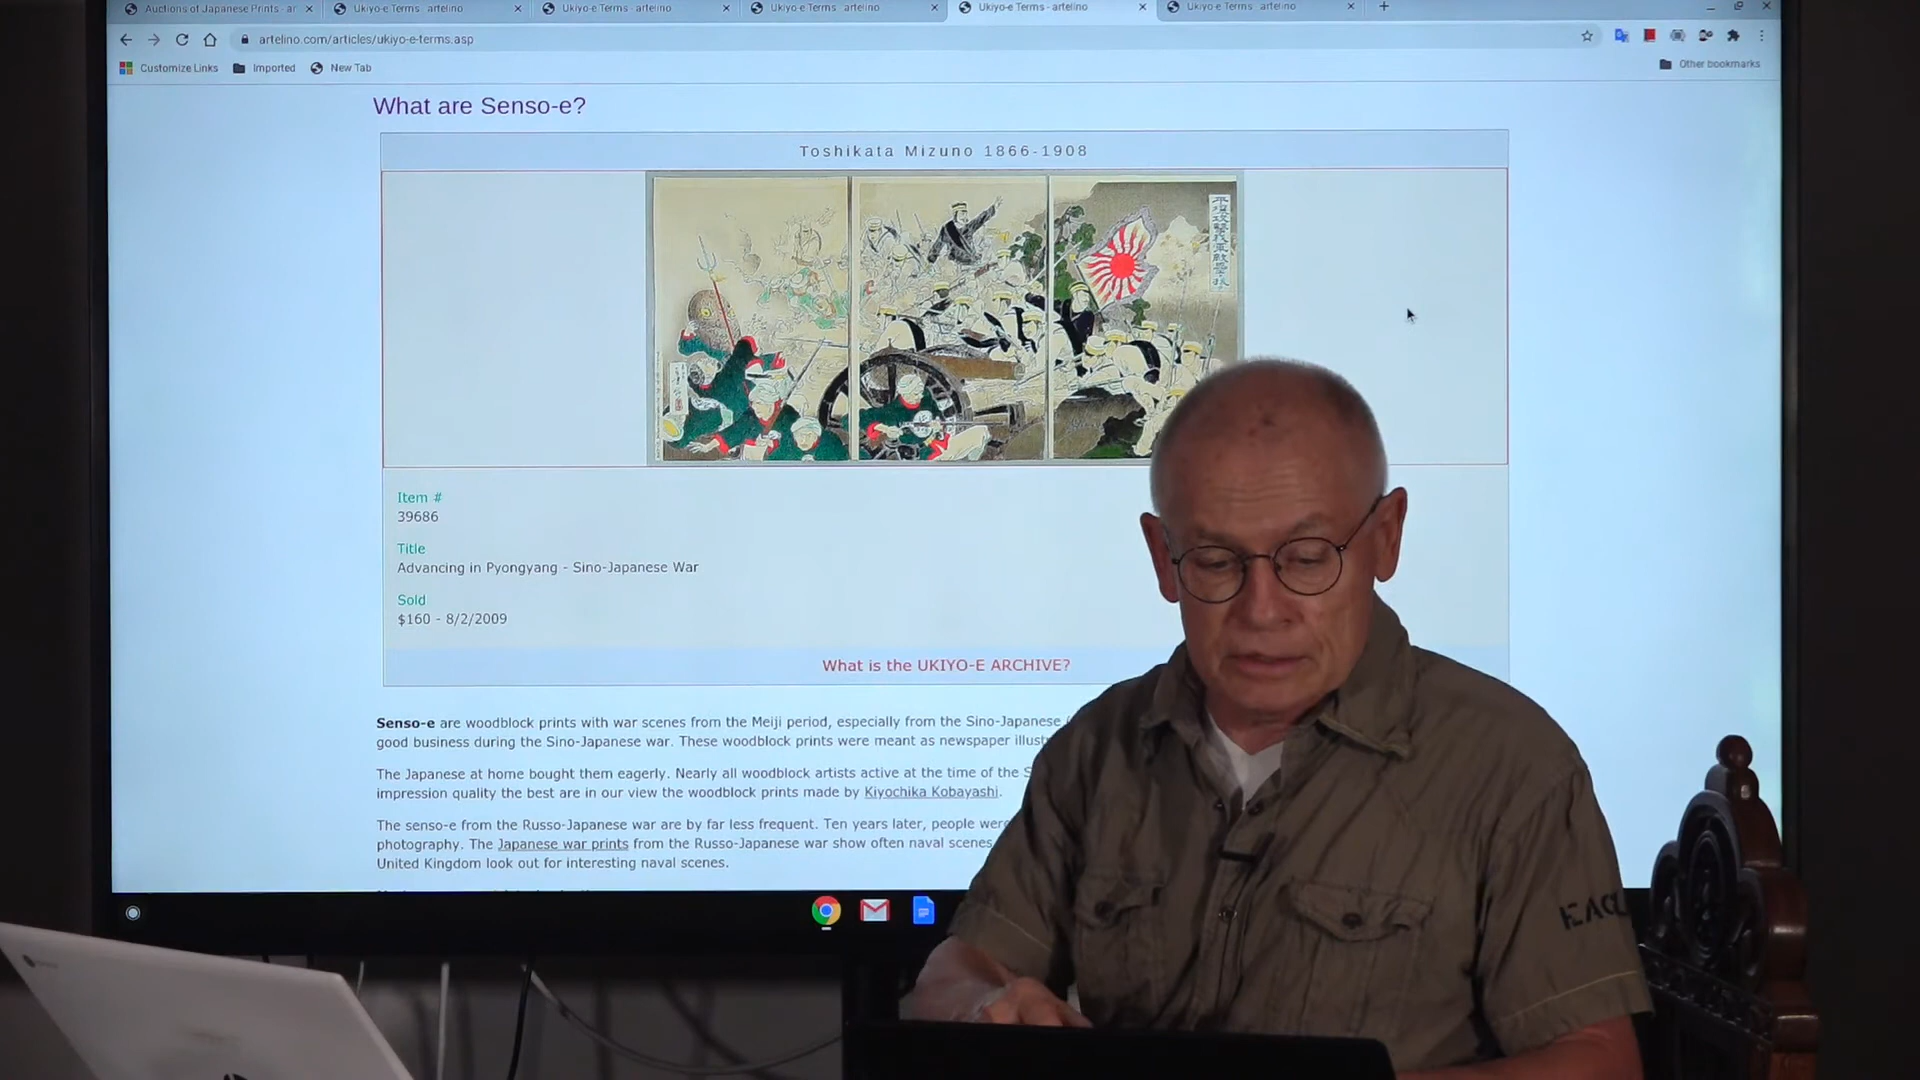 Auctions of Japanese Prints - ar
Ukiyo-e Terms - artelino
Ukiyo-e Terms - artelino
Ukiyo-e Terms - artelino
Ukiyo-e Terms - artelino
Ukiyo-e Terms - artelino
artelino.com/articles/ukiyo-e-terms.asp
Customize Links
Imported
New Tab
Other bookmarks
What are Senso-e?
Toshikata Mizuno 1866-1908
Item #
39686
Title
Advancing in Pyongyang - Sino-Japanese War
Sold
$160 - 8/2/2009
What is the UKIYO-E ARCHIVE?
Senso-e are woodblock prints with war scenes from the Meiji period, especially from the Sino-Japanese
good business during the Sino-Japanese war. These woodblock prints were meant as newspaper illust
The Japanese at home bought them eagerly. Nearly all woodblock artists active at the time of the S
impression quality the best are in our view the woodblock prints made by Kiyochika Kobayashi.
The senso-e from the Russo-Japanese war are by far less frequent. Ten years later, people were
photography. The Japanese war prints from the Russo-Japanese war show often naval scenes
United Kingdom look out for interesting naval scenes.